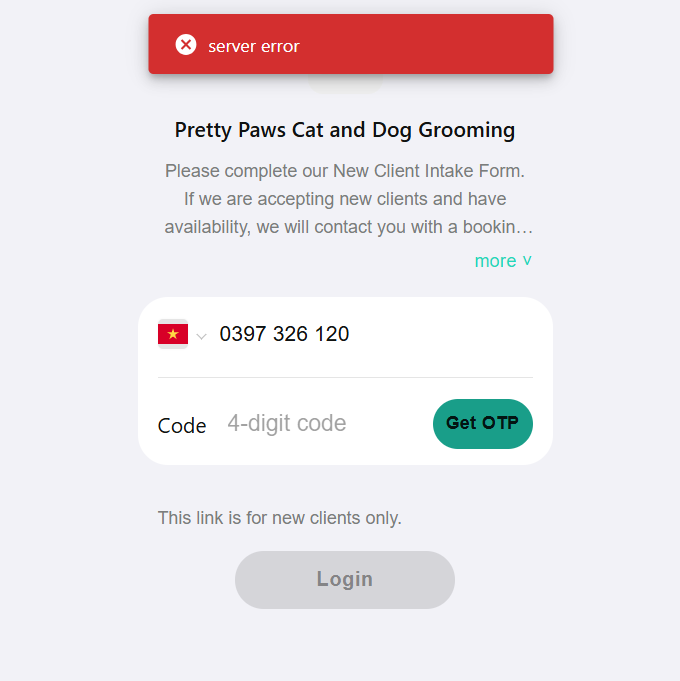 server error
Pretty Paws Cat and Dog Grooming
Please complete our New Client Intake Form.
If we are accepting new clients and have
availability, we will contact you with a bookin…
more
0397 326 120
Code 4-digit code Get OTP
This link is for new clients only.
Login